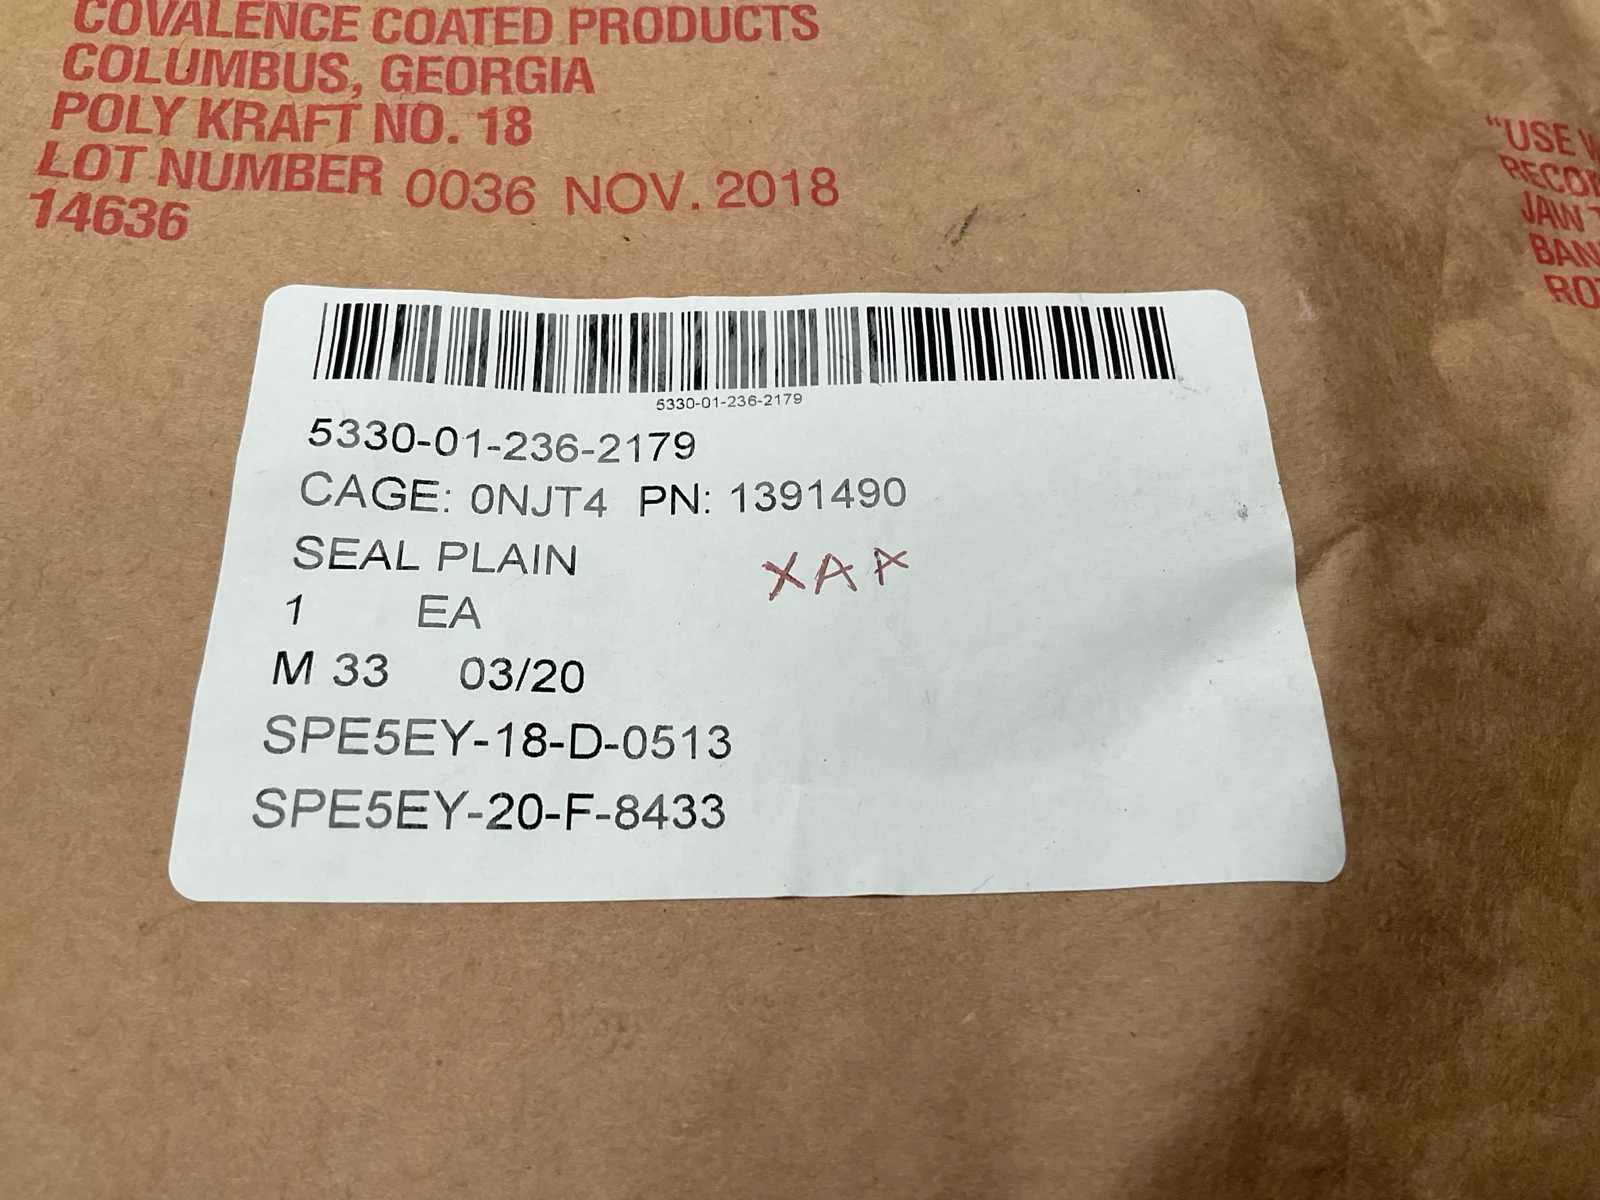 COVALENCE COATED PRODUCTS
COLUMBUS, GEORGIA
POLY KRAFT NO. 18
LOT NUMBER 0036 NOV. 2018
14636
"USE
5330-01-236-2179
5330-01-236-2179
CAGE: 0NJT4 PN: 1391490
SEAL PLAIN
XAA
1 EA
M 33 03/20
SPE5EY-18-D-0513
SPE5EY-20-F-8433